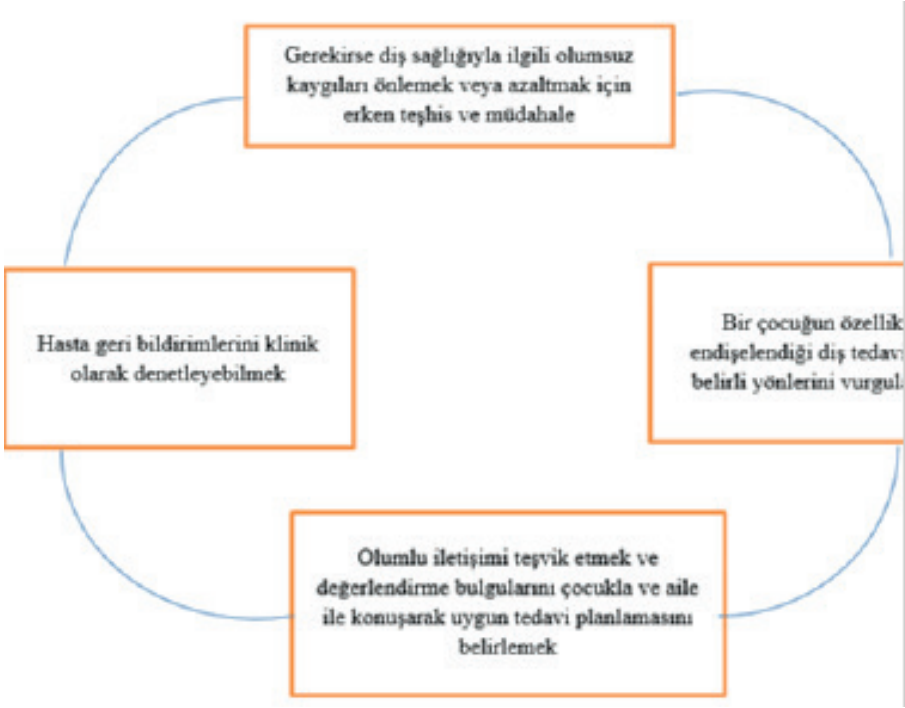 Gerekirse diş sağlığıyla ilgili olumsuz
kaygıları önlemek veya azaltmak için
erken teşhis ve müdahale
Hasta geri bildirimlerini klinik
olarak denetleyebilmek
Bir çocuğun özellik
endişelendiği diş tedav
belirli yönlerini vurgul
Olumlu iletişimi teşvik etmek ve
değerlendirme bulgularını çocukla ve aile
ile konuşarak uygun tedavi planlamasını
belirlemek